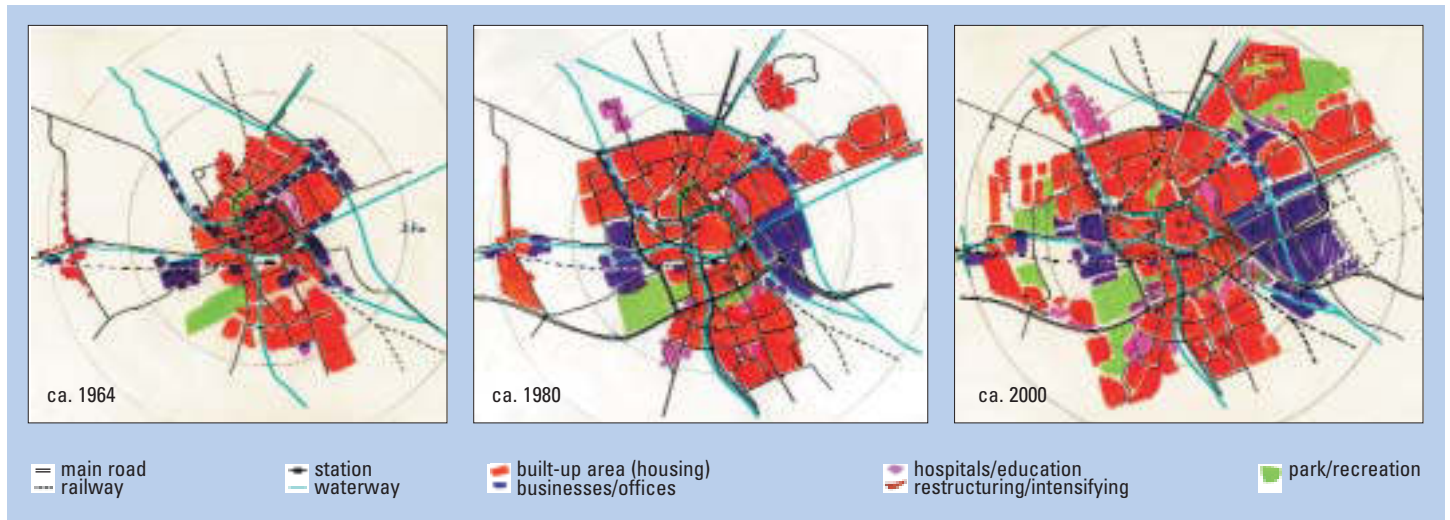 ca. 1964
ca. 1980
ca. 2000
main road
railway
station
waterway
built-up area (housing)
businesses/offices
hospitals/education
restructuring/intensifying
park/recreation